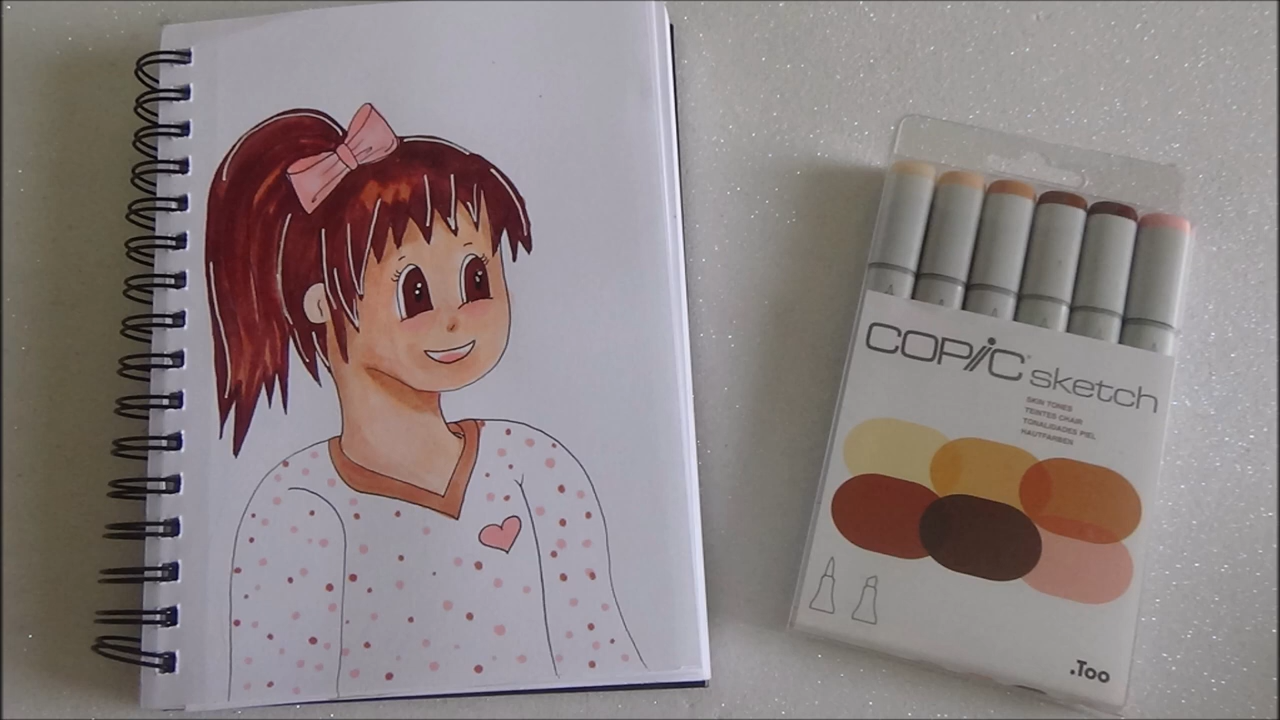 COPiC sketch
SKIN TONES
TEINTES CHAIR
TONALIDADES PIEL
HAUTFARBEN
.Too